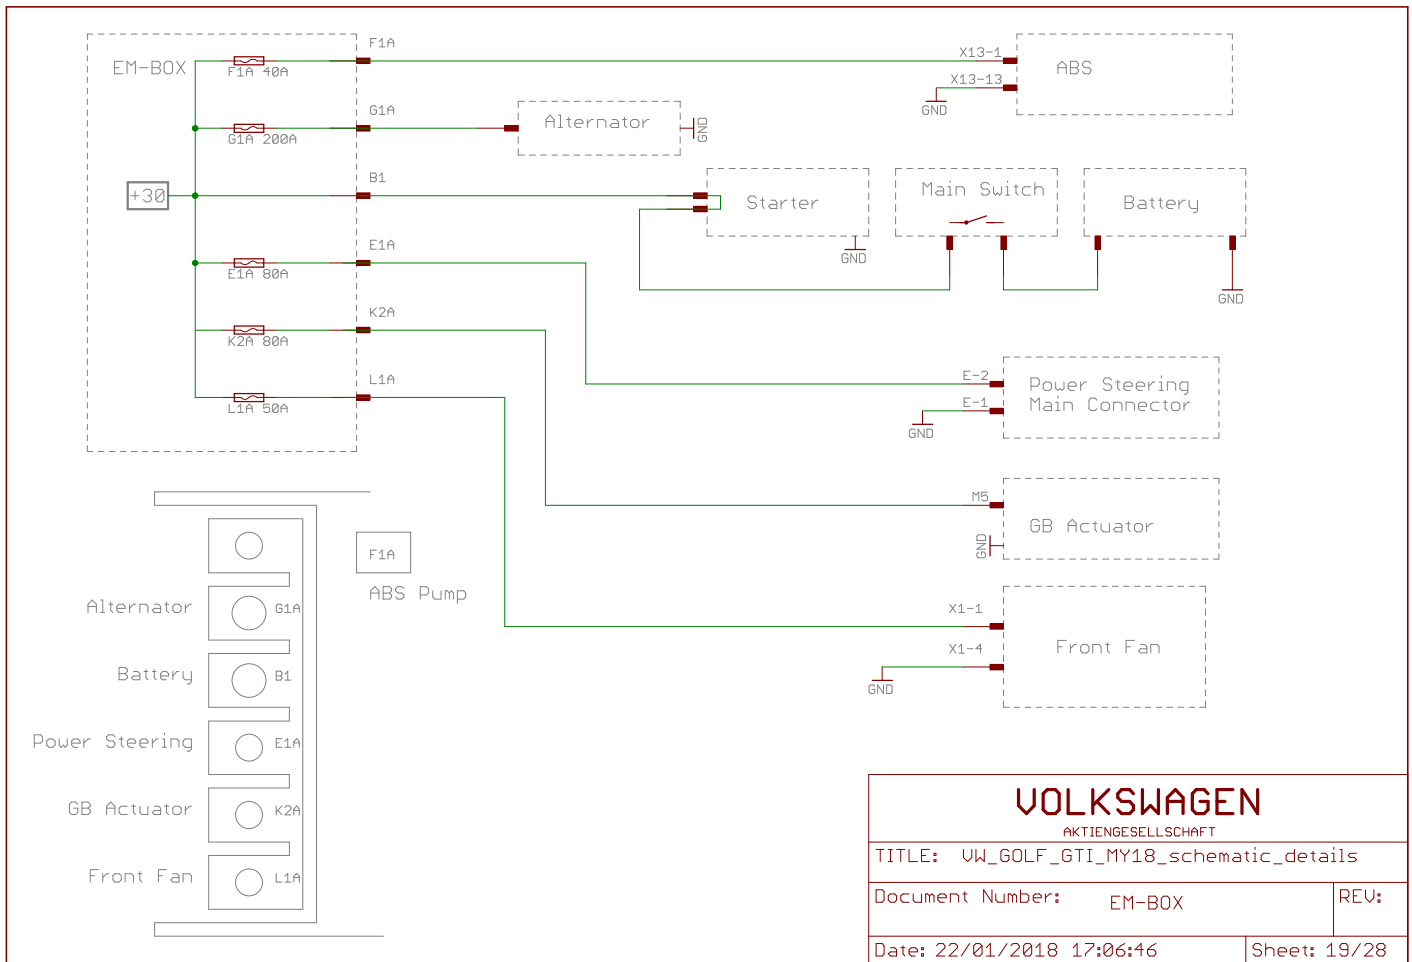 EM-BOX
F1A 40A
F1A
X13-1
ABS
X13-13
GND
G1A 200A
G1A
Alternator
GND
+30
B1
Starter
GND
Main Switch
Battery
GND
E1A 80A
E1A
K2A 80A
K2A
L1A 50A
L1A
E-2
E-1
GND
Power Steering
Main Connector
M5
GND
GB Actuator
X1-1
X1-4
GND
Front Fan
F1A
ABS Pump
Alternator
G1A
Battery
B1
Power Steering
E1A
GB Actuator
K2A
Front Fan
L1A
VOLKSWAGEN
AKTIENGESELLSCHAFT
TITLE: VW_GOLF_GTI_MY18_schematic_details
Document Number: EM-BOX
REV:
Date: 22/01/2018 17:06:46
Sheet: 19/28